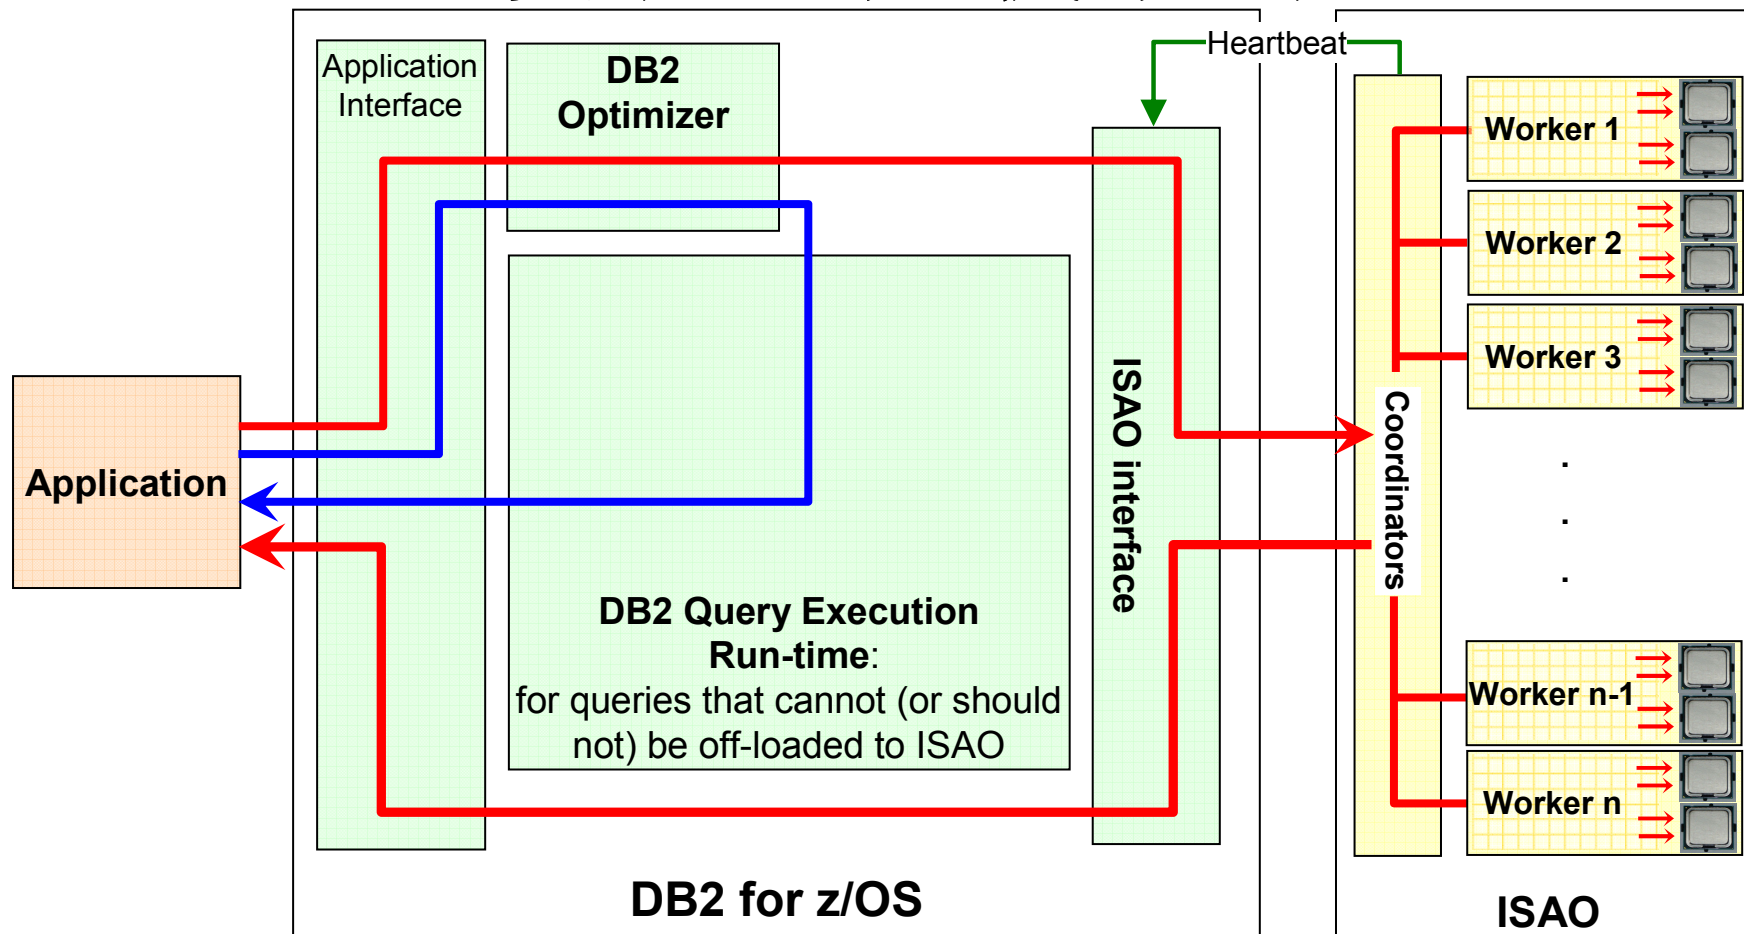 Heartbeat
Application
Interface
DB2
Optimizer
Worker 1
Worker 2
Worker 3
ISAO interface
Coordinators
Application
.
.
.
DB2 Query Execution
Run-time:
for queries that cannot (or should
not) be off-loaded to ISAO
Worker n-1
Worker n
DB2 for z/OS
ISAO